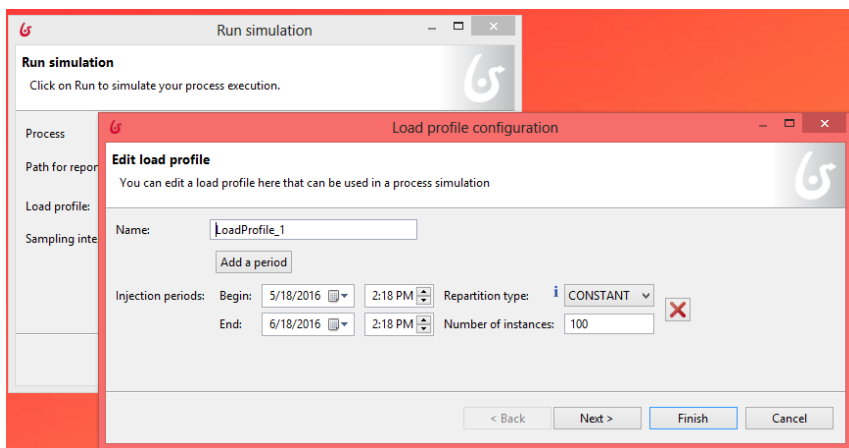 Run simulation
Run simulation
Click on Run to simulate your process execution.
Process
Path for repor
Load profile:
Sampling inte
Load profile configuration
Edit load profile
You can edit a load profile here that can be used in a process simulation
Name: LoadProfile_1
Add a period
Injection periods: Begin: 5/18/2016 2:18 PM Repartition type: i CONSTANT
End: 6/18/2016 2:18 PM Number of instances: 100
< Back Next > Finish Cancel